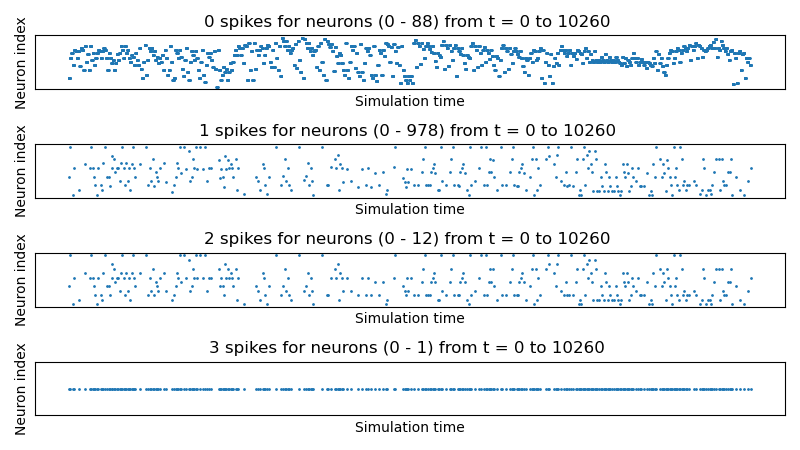 0 spikes for neurons (0 - 88) from t = 0 to 10260
Neuron index
Simulation time
1 spikes for neurons (0 - 978) from t = 0 to 10260
Neuron index
Simulation time
2 spikes for neurons (0 - 12) from t = 0 to 10260
Neuron index
Simulation time
3 spikes for neurons (0 - 1) from t = 0 to 10260
Neuron index
Simulation time